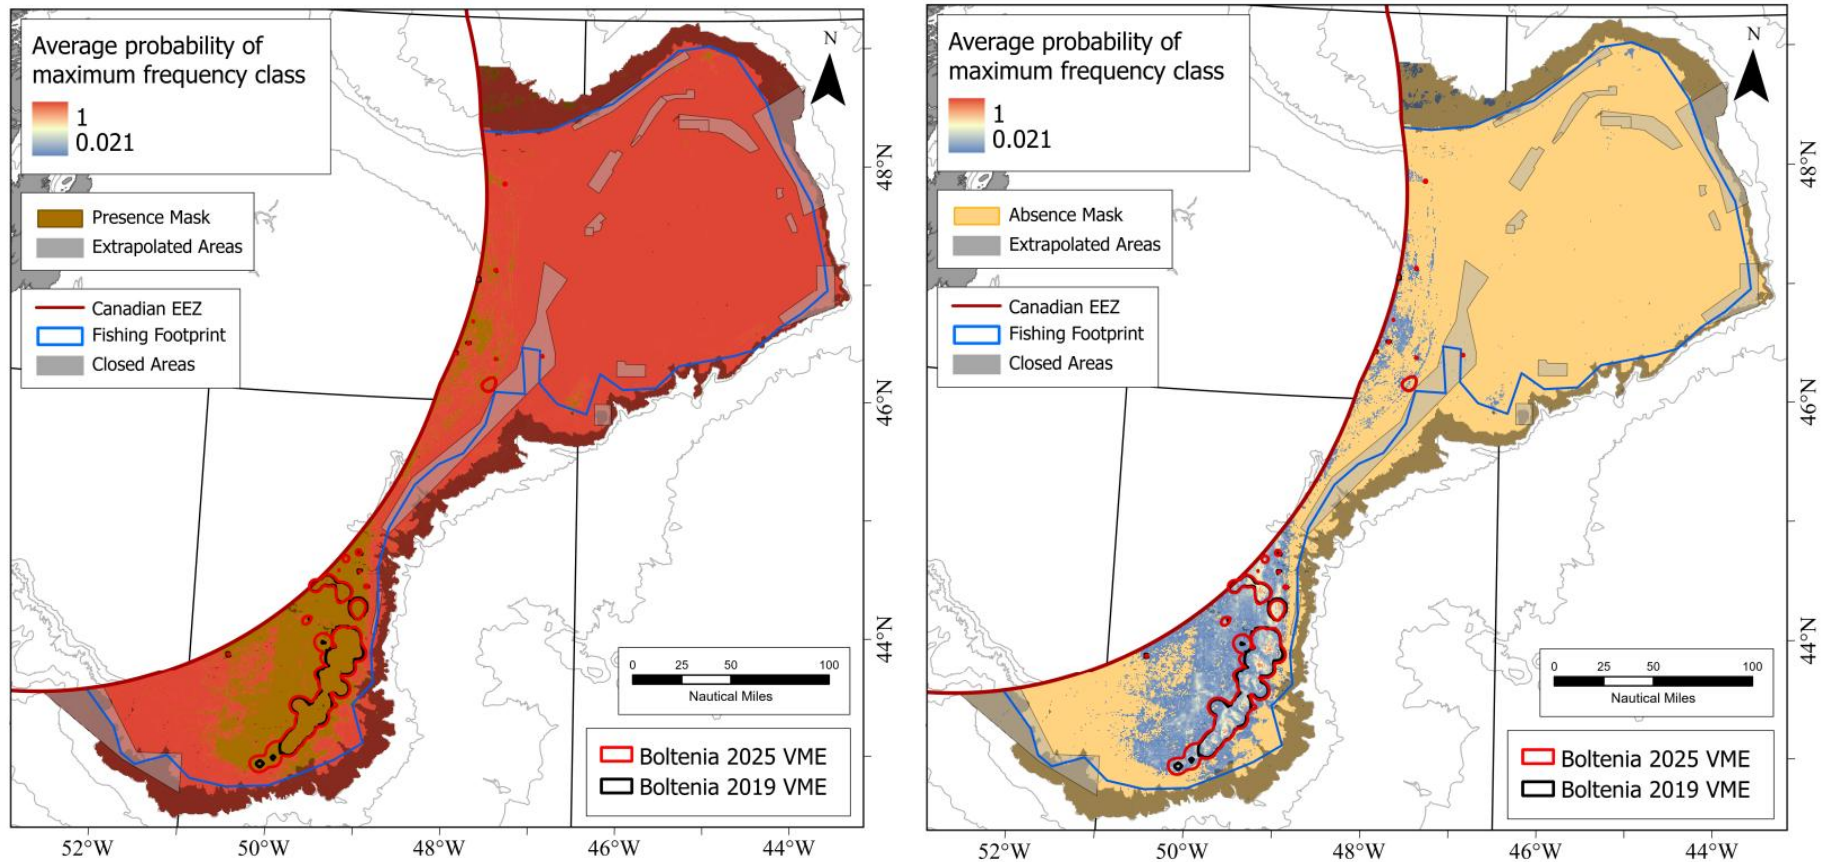 Average probability of
maximum frequency class
1
0.021
Presence Mask
Extrapolated Areas
Canadian EEZ
Fishing Footprint
Closed Areas
N
48°N
46°N
44°N
0 25 50 100
Nautical Miles
Boltenia 2025 VME
Boltenia 2019 VME
52°W 50°W 48°W 46°W 44°W
Average probability of
maximum frequency class
1
0.021
Absence Mask
Extrapolated Areas
Canadian EEZ
Fishing Footprint
Closed Areas
N
48°N
46°N
44°N
0 25 50 100
Nautical Miles
Boltenia 2025 VME
Boltenia 2019 VME
52°W 50°W 48°W 46°W 44°W